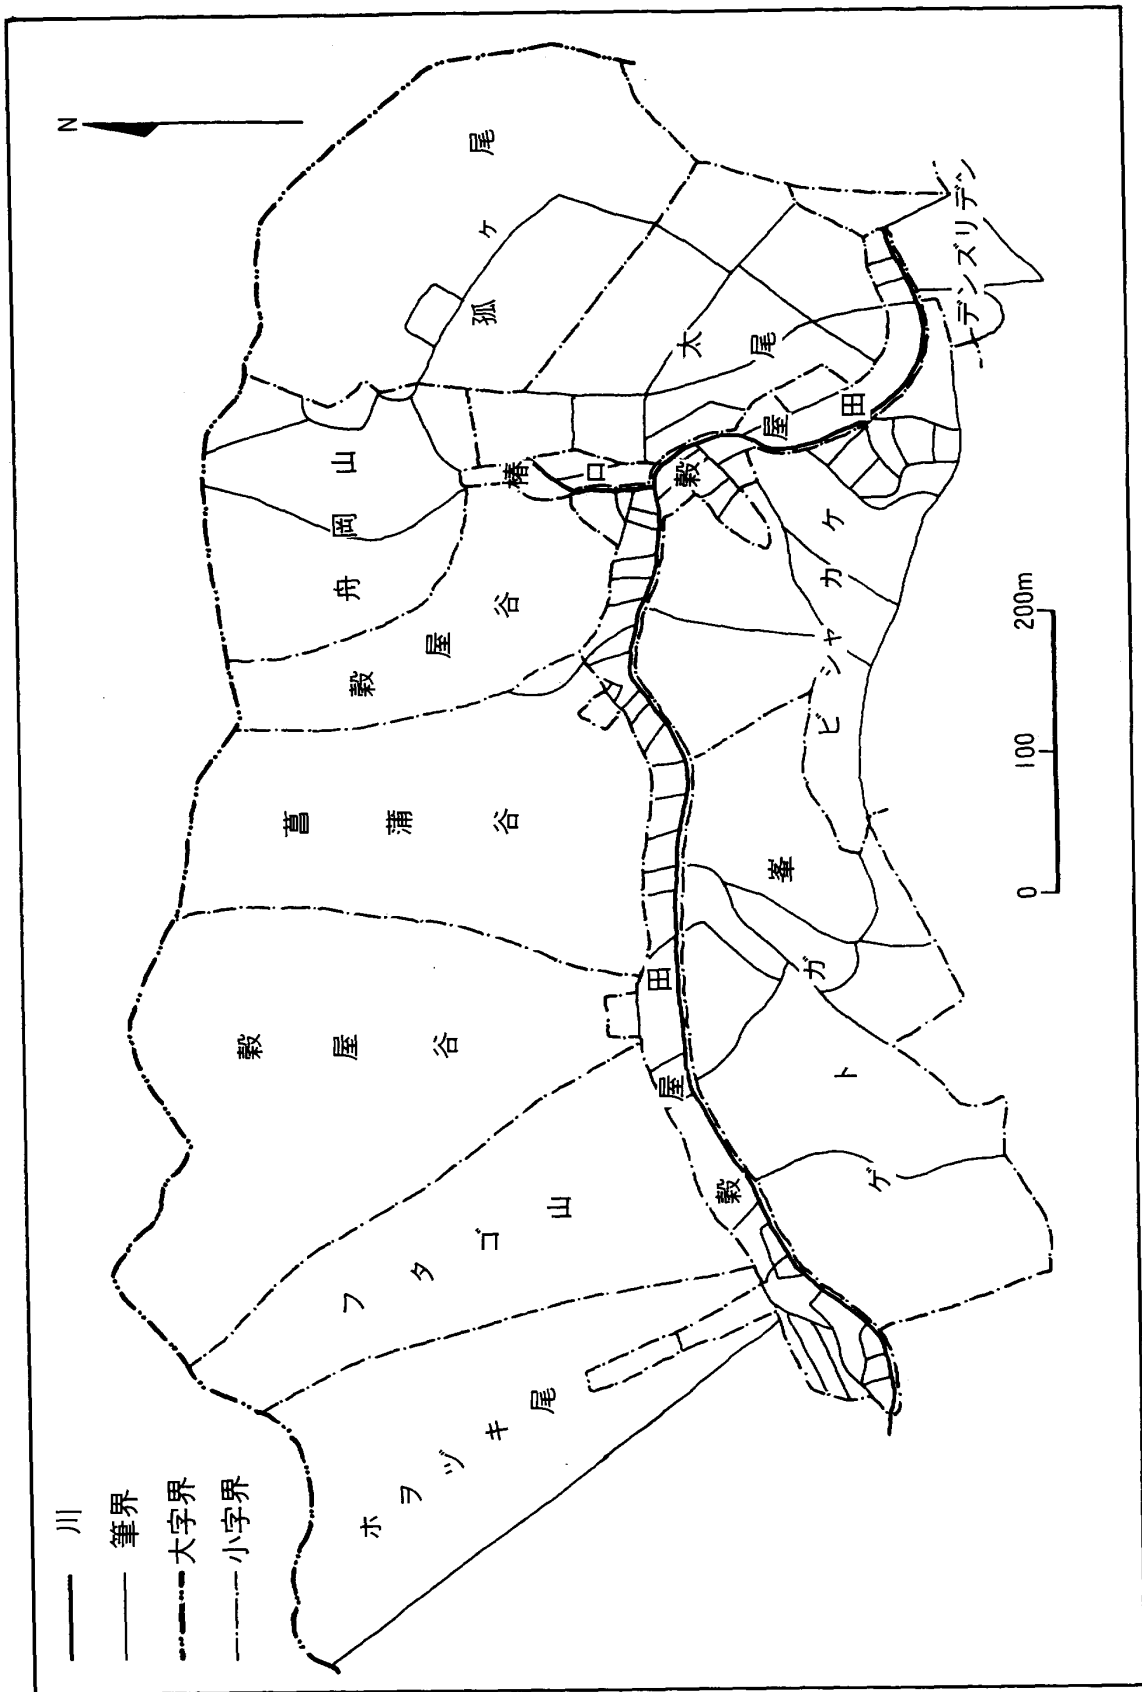 川
筆界
大字界
小字界
N
ホヲヅキ尾
フタゴ山
穀屋谷
菖蒲谷
穀屋谷
舟岡山
孤ヶ尾
太尾
椿口
穀屋田
穀屋田
ゲトガ峯
ビジャカケ
デンズリデン
0 100 200m